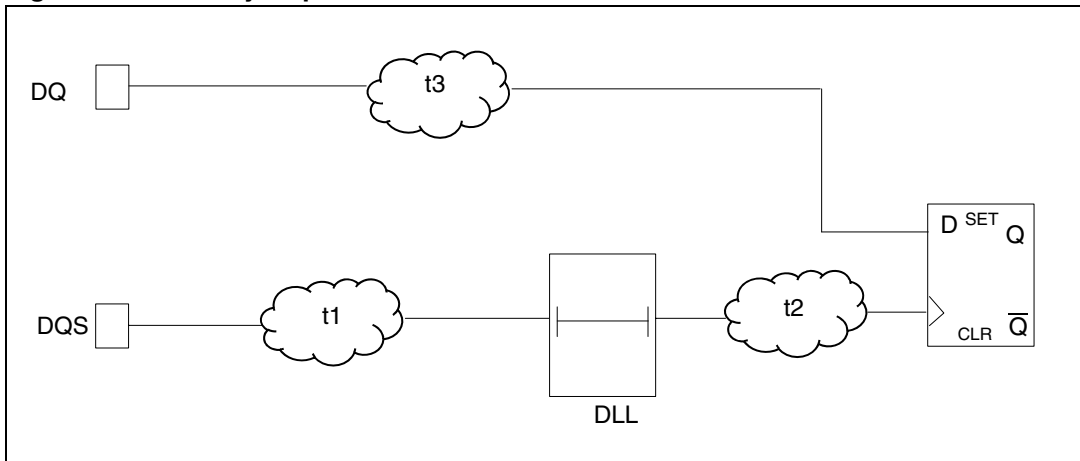 t3
DQ
D SET Q
t1
t2
DQS
CLR Q̅
DLL